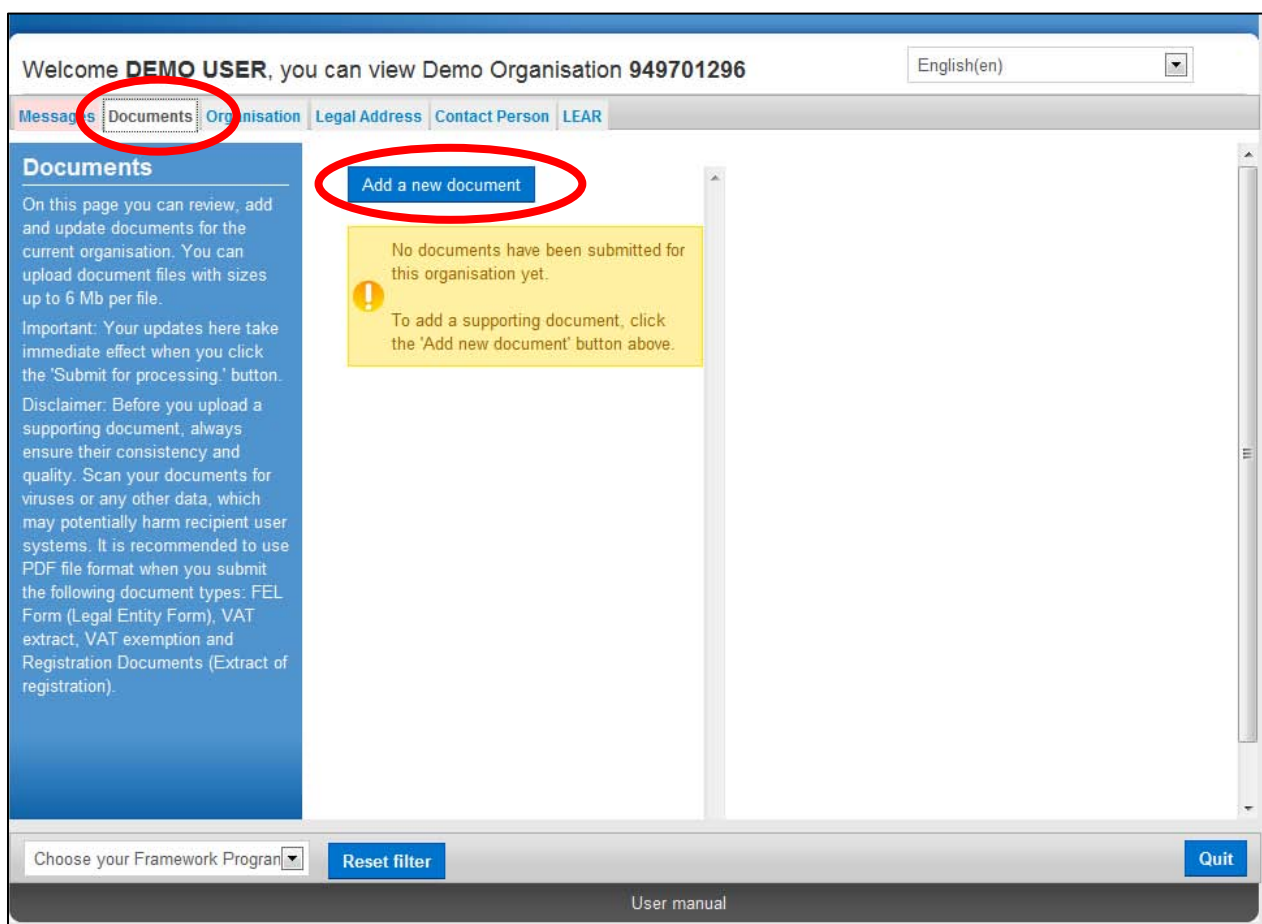 Welcome DEMO USER, you can view Demo Organisation 949701296
English(en)
Messages Documents Organisation Legal Address Contact Person LEAR
Documents
On this page you can review, add
and update documents for the
current organisation. You can
upload document files with sizes
up to 6 Mb per file.
Important: Your updates here take
immediate effect when you click
the 'Submit for processing.' button.
Disclaimer: Before you upload a
supporting document, always
ensure their consistency and
quality. Scan your documents for
viruses or any other data, which
may potentially harm recipient user
systems. It is recommended to use
PDF file format when you submit
the following document types: FEL
Form (Legal Entity Form), VAT
extract, VAT exemption and
Registration Documents (Extract of
registration).
Add a new document
No documents have been submitted for
this organisation yet.
To add a supporting document, click
the 'Add new document' button above.
Choose your Framework Progran
Reset filter
Quit
User manual